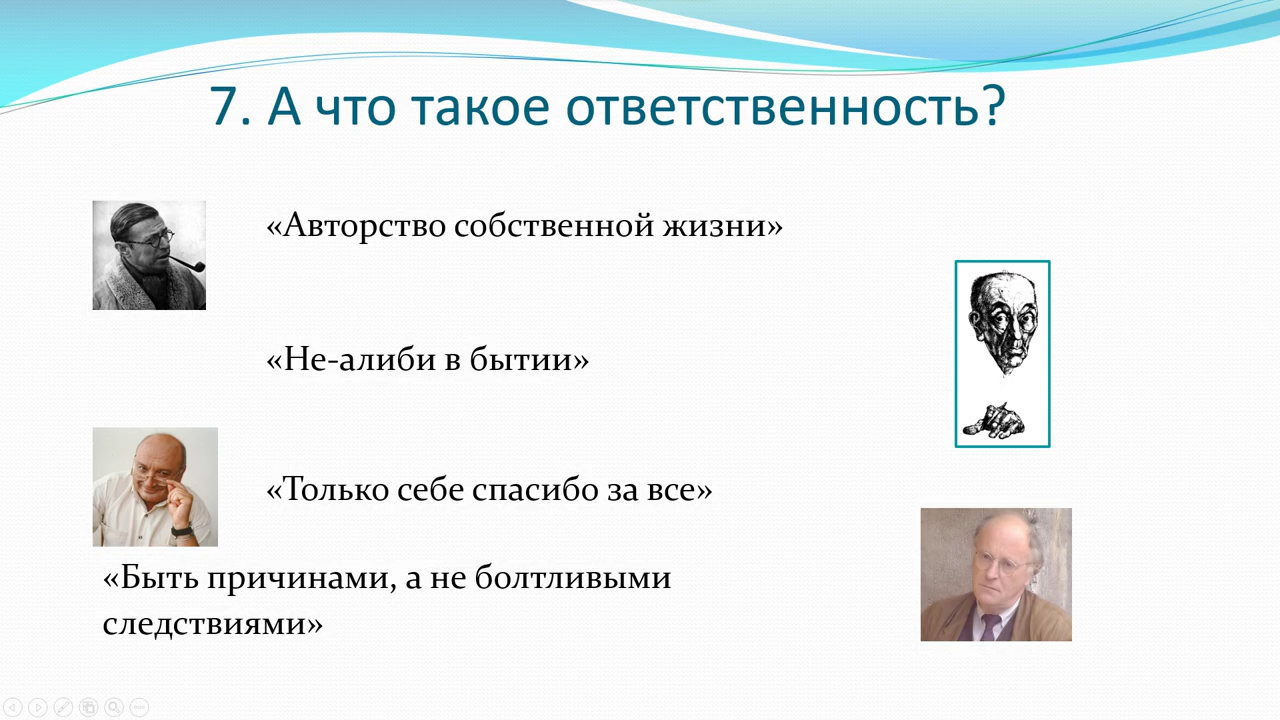 7. А что такое ответственность?
«Авторство собственной жизни»
«Не-алиби в бытии»
«Только себе спасибо за все»
«Быть причинами, а не болтливыми
следствиями»